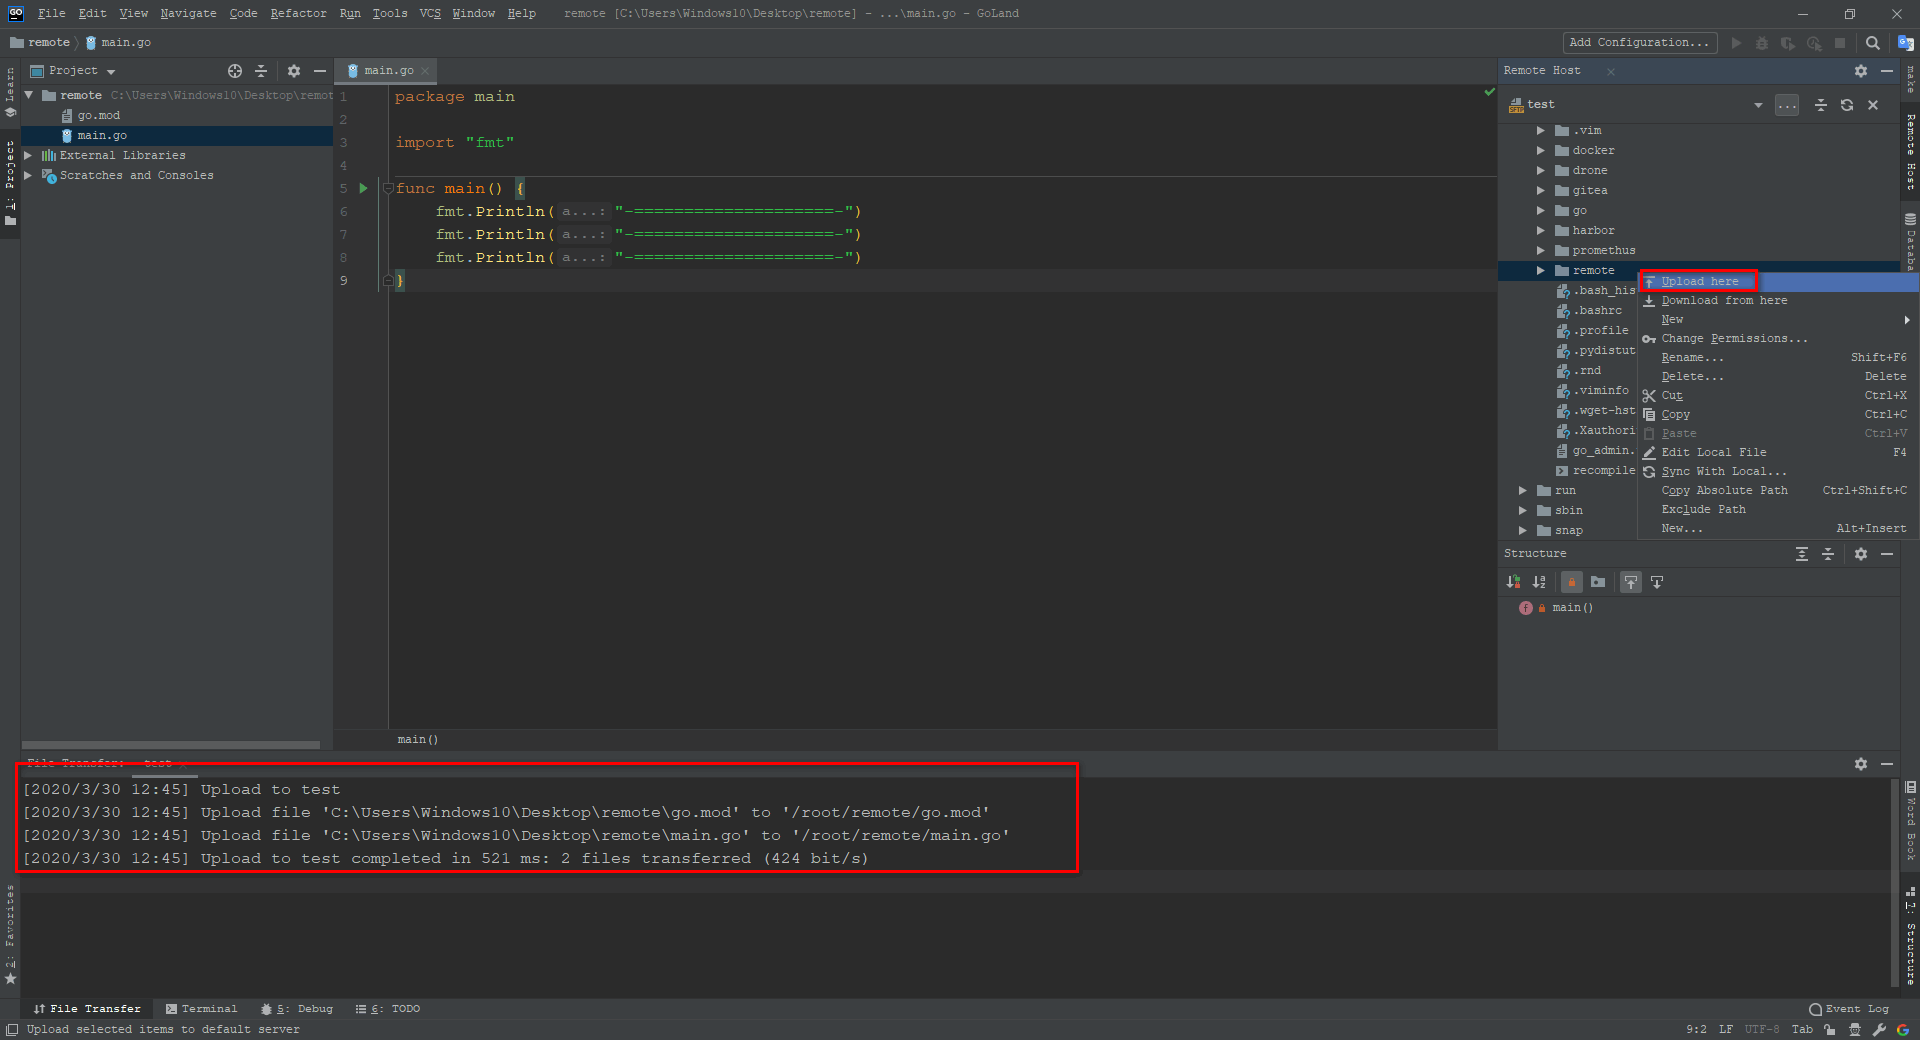 GO File Edit View Navigate Code Refactor Run Tools VCS Window Help remote [C:\Users\Windows10\Desktop\remote] - ...\main.go - GoLand
remote main.go
Add Configuration...
Project
remote C:\Users\Windows10\Desktop\remot
go.mod
main.go
External Libraries
Scratches and Consoles
Learn
1: Project
2: Favorites
main.go
1 package main
2
3 import "fmt"
4
5 func main() {
6 fmt.Println( a...: "-====================-")
7 fmt.Println( a...: "-====================-")
8 fmt.Println( a...: "-====================-")
9 }
main()
Remote Host
test
...
.vim
docker
drone
gitea
go
harbor
promethus
remote
.bash_his
.bashrc
.profile
.pydistut
.rnd
.viminfo
.wget-hst
.Xauthori
go_admin.
recompile
run
sbin
snap
Upload here
Download from here
New
Change Permissions...
Rename... Shift+F6
Delete... Delete
Cut Ctrl+X
Copy Ctrl+C
Paste Ctrl+V
Edit Local File F4
Sync With Local...
Copy Absolute Path Ctrl+Shift+C
Exclude Path
New... Alt+Insert
Structure
main()
make
Remote Host
Databa
Word Book
7: Structure
File Transfer: test
[2020/3/30 12:45] Upload to test
[2020/3/30 12:45] Upload file 'C:\Users\Windows10\Desktop\remote\go.mod' to '/root/remote/go.mod'
[2020/3/30 12:45] Upload file 'C:\Users\Windows10\Desktop\remote\main.go' to '/root/remote/main.go'
[2020/3/30 12:45] Upload to test completed in 521 ms: 2 files transferred (424 bit/s)
File Transfer Terminal 5: Debug 6: TODO Event Log
Upload selected items to default server 9:2 LF UTF-8 Tab